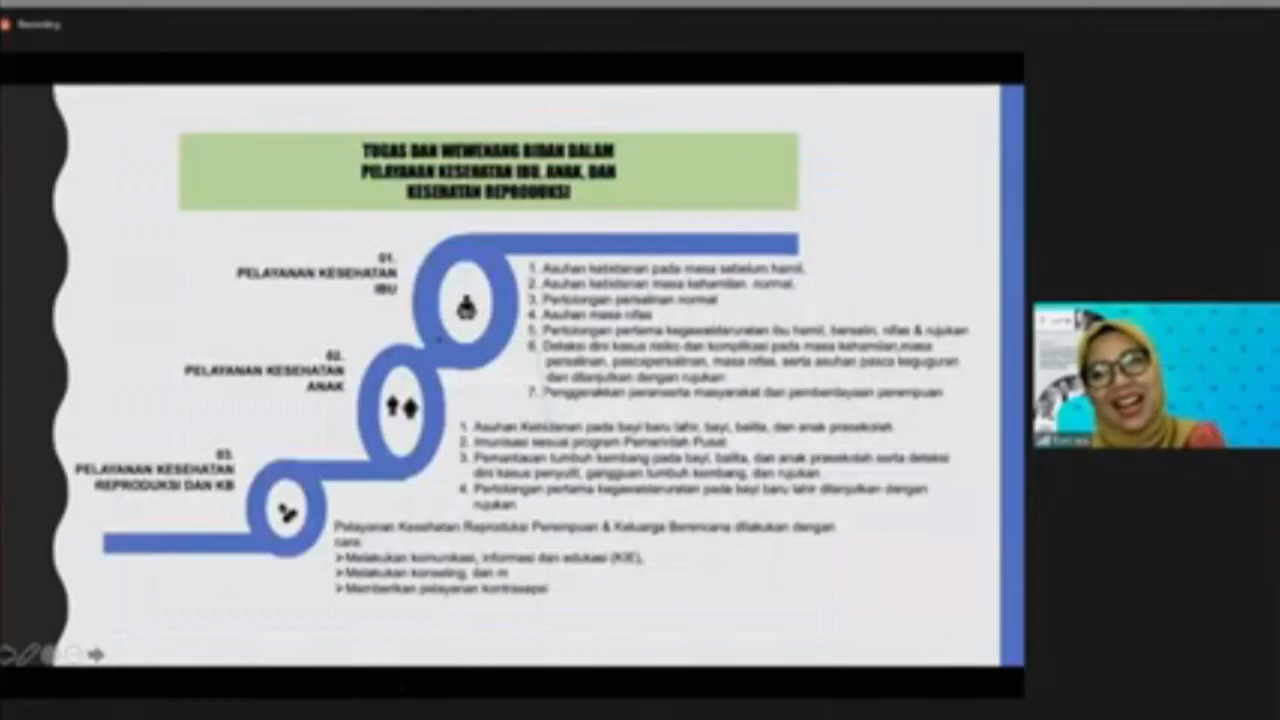 Recording
TUGAS DAN WEWENANG BIDAN DALAM
PELAYANAN KESEHATAN IBU, ANAK, DAN
KESEHATAN REPRODUKSI
01.
PELAYANAN KESEHATAN
IBU
1. Asuhan kebidanan pada masa sebelum hamil,
2. Asuhan kebidanan masa kehamilan normal,
3. Pertolongan persalinan normal
4. Asuhan masa nifas
5. Pertolongan pertama kegawatdaruratan ibu hamil, bersalin, nifas & rujukan
6. Deteksi dini kasus risiko dan komplikasi pada masa kehamilan,masa
persalinan, pascapersalinan, masa nifas, serta asuhan pasca keguguran
dan dilanjutkan dengan rujukan
7. Penggerakkan peranserta masyarakat dan pemberdayaan perempuan
02.
PELAYANAN KESEHATAN
ANAK
1. Asuhan Kebidanan pada bayi baru lahir, bayi, balita, dan anak prasekolah
2. Imunisasi sesuai program Pemerintah Pusat
3. Pemantauan tumbuh kembang pada bayi, balita, dan anak prasekolah serta deteksi
dini kasus penyulit, gangguan tumbuh kembang, dan rujukan
4. Pertolongan pertama kegawatdaruratan pada bayi baru lahir dilanjutkan dengan
rujukan
03.
PELAYANAN KESEHATAN
REPRODUKSI DAN KB
Pelayanan Kesehatan Reproduksi Perempuan & Keluarga Berencana dilakukan dengan
cara:
➢Melakukan komunikasi, informasi dan edukasi (KIE),
➢Melakukan konseling, dan m
➢Memberikan pelayanan kontrasepsi